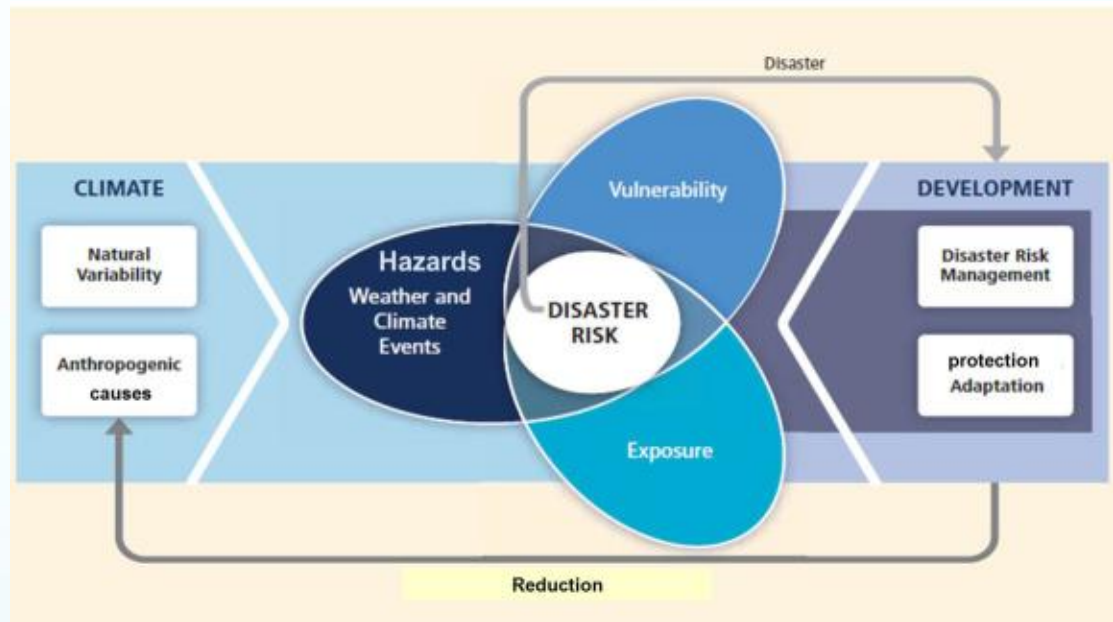 Disaster
CLIMATE
Natural
Variability
Anthropogenic
causes
Hazards
Weather and
Climate
Events
Vulnerability
DISASTER
RISK
Exposure
DEVELOPMENT
Disaster Risk
Management
protection
Adaptation
Reduction